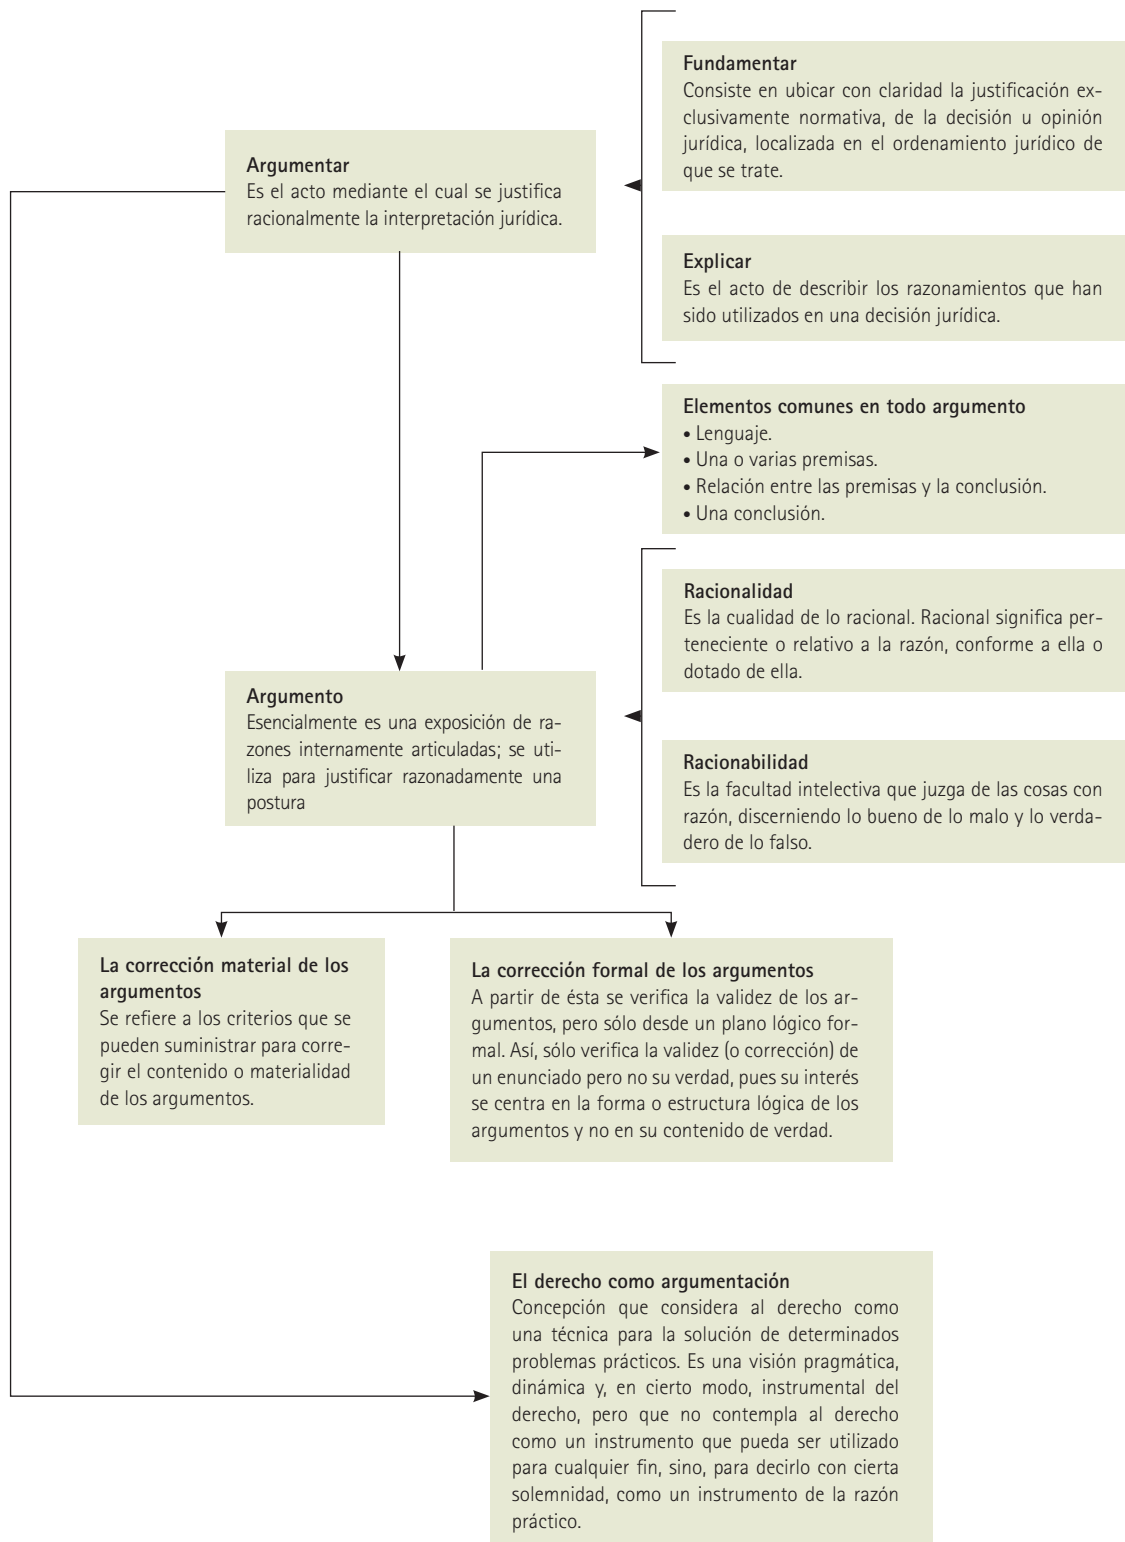 Fundamentar
Consiste en ubicar con claridad la justificación ex-
clusivamente normativa, de la decisión u opinión
jurídica, localizada en el ordenamiento jurídico de
que se trate.
Argumentar
Es el acto mediante el cual se justifica
racionalmente la interpretación jurídica.
Explicar
Es el acto de describir los razonamientos que han
sido utilizados en una decisión jurídica.
Elementos comunes en todo argumento
• Lenguaje.
• Una o varias premisas.
• Relación entre las premisas y la conclusión.
• Una conclusión.
Racionalidad
Es la cualidad de lo racional. Racional significa per-
teneciente o relativo a la razón, conforme a ella o
dotado de ella.
Argumento
Esencialmente es una exposición de ra-
zones internamente articuladas; se uti-
liza para justificar razonadamente una
postura
Racionabilidad
Es la facultad intelectiva que juzga de las cosas con
razón, discerniendo lo bueno de lo malo y lo verda-
dero de lo falso.
La corrección material de los
argumentos
Se refiere a los criterios que se
pueden suministrar para corre-
gir el contenido o materialidad
de los argumentos.
La corrección formal de los argumentos
A partir de ésta se verifica la validez de los ar-
gumentos, pero sólo desde un plano lógico for-
mal. Así, sólo verifica la validez (o corrección) de
un enunciado pero no su verdad, pues su interés
se centra en la forma o estructura lógica de los
argumentos y no en su contenido de verdad.
El derecho como argumentación
Concepción que considera al derecho como
una técnica para la solución de determinados
problemas prácticos. Es una visión pragmática,
dinámica y, en cierto modo, instrumental del
derecho, pero que no contempla al derecho
como un instrumento que pueda ser utilizado
para cualquier fin, sino, para decirlo con cierta
solemnidad, como un instrumento de la razón
práctico.